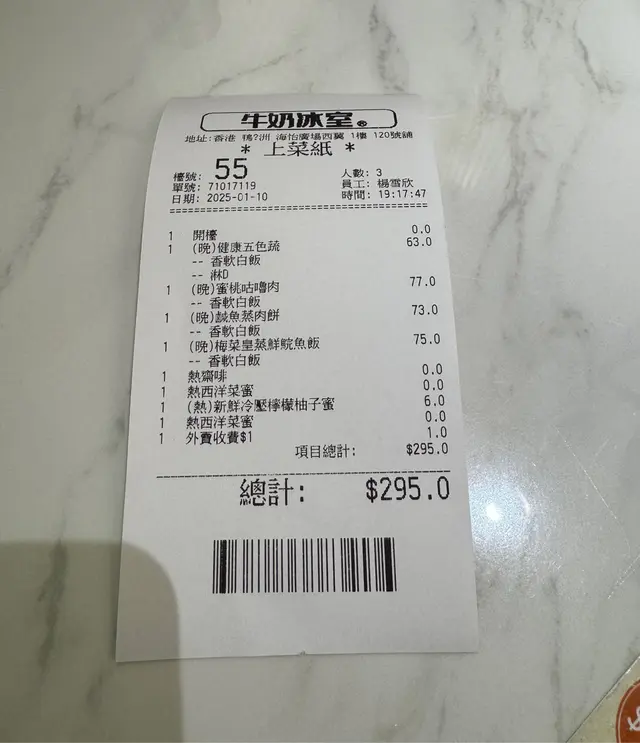 牛奶冰室®
地址:香港 鴨?洲 海怡廣場西翼 1樓 120號舖
* 上菜紙 *
檯號: 55 人數: 3
單號: 71017119 員工: 楊雪欣
日期: 2025-01-10 時間: 19:17:47
1 開檯 0.0
1 (晚)健康五色蔬 63.0
-- 香軟白飯
-- 淋D
1 (晚)蜜桃咕嚕肉 77.0
-- 香軟白飯
1 (晚)鹹魚蒸肉餅 73.0
-- 香軟白飯
1 (晚)梅菜皇蒸鮮鯇魚飯 75.0
-- 香軟白飯
1 熱齋啡 0.0
1 熱西洋菜蜜 0.0
1 (熱)新鮮冷壓檸檬柚子蜜 6.0
1 熱西洋菜蜜 0.0
1 外賣收費$1 1.0
項目總計: $295.0
總計: $295.0